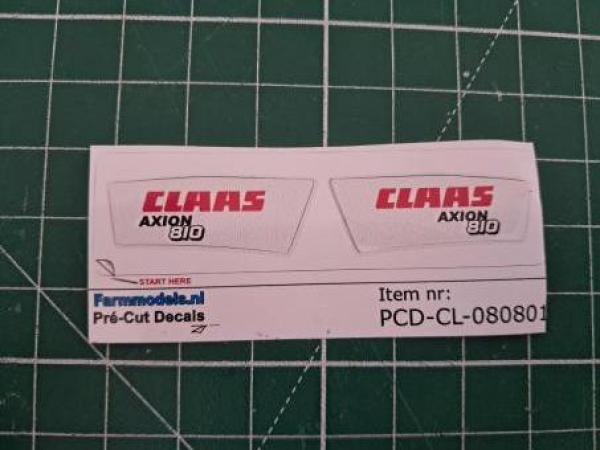 CLAAS
AXION
810
CLAAS
AXION
810
START HERE
Farmmodels.nl
Pré-Cut Decals
Item nr:
PCD-CL-080801